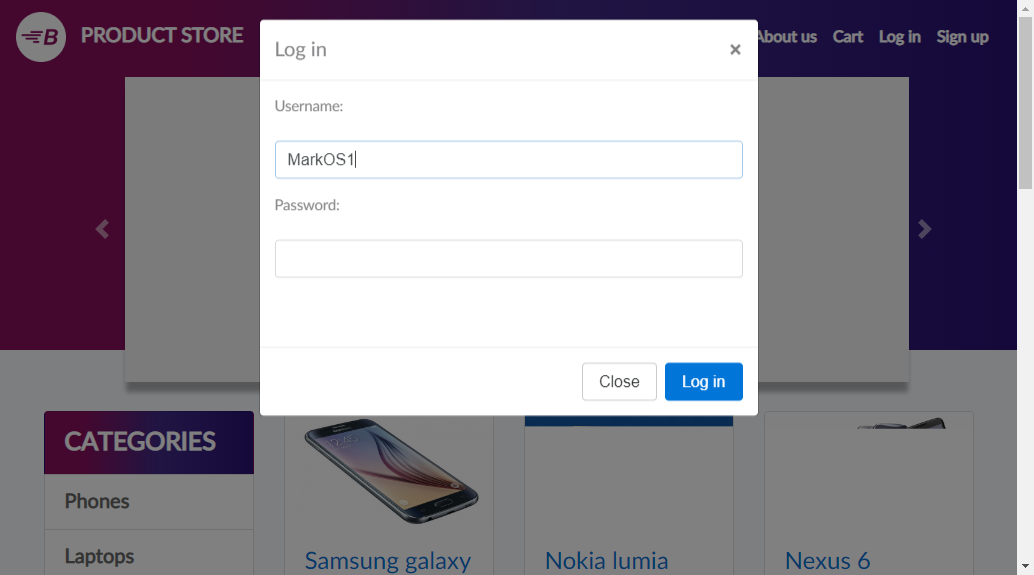 B PRODUCT STORE
About us Cart Log in Sign up
Log in ×
Username:
MarkOS1
Password:
Close Log in
CATEGORIES
Phones
Laptops
Samsung galaxy
Nokia lumia
Nexus 6